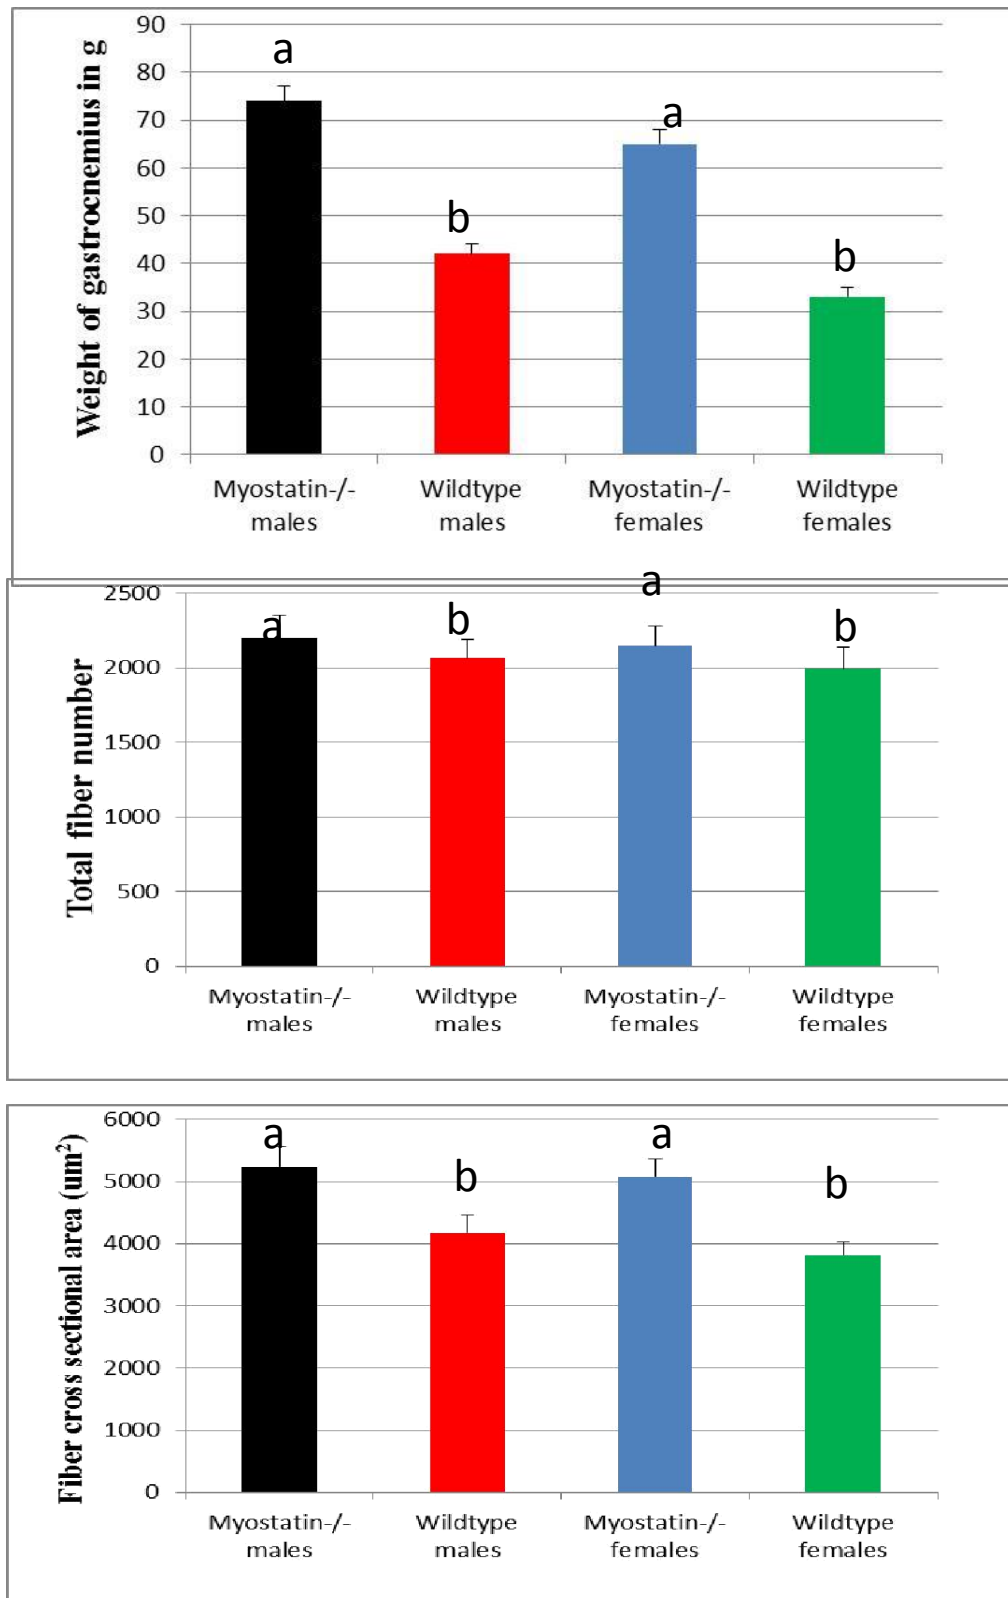 Weight of gastrocnemius in g
90
80
70
60
50
40
30
20
10
0
a
b
a
b
Myostatin-/-
males
Wildtype
males
Myostatin-/-
females
Wildtype
females
Total fiber number
2500
2000
1500
1000
500
0
a
b
a
b
Myostatin-/-
males
Wildtype
males
Myostatin-/-
females
Wildtype
females
Fiber cross sectional area (um²)
6000
5000
4000
3000
2000
1000
0
a
b
a
b
Myostatin-/-
males
Wildtype
males
Myostatin-/-
females
Wildtype
females